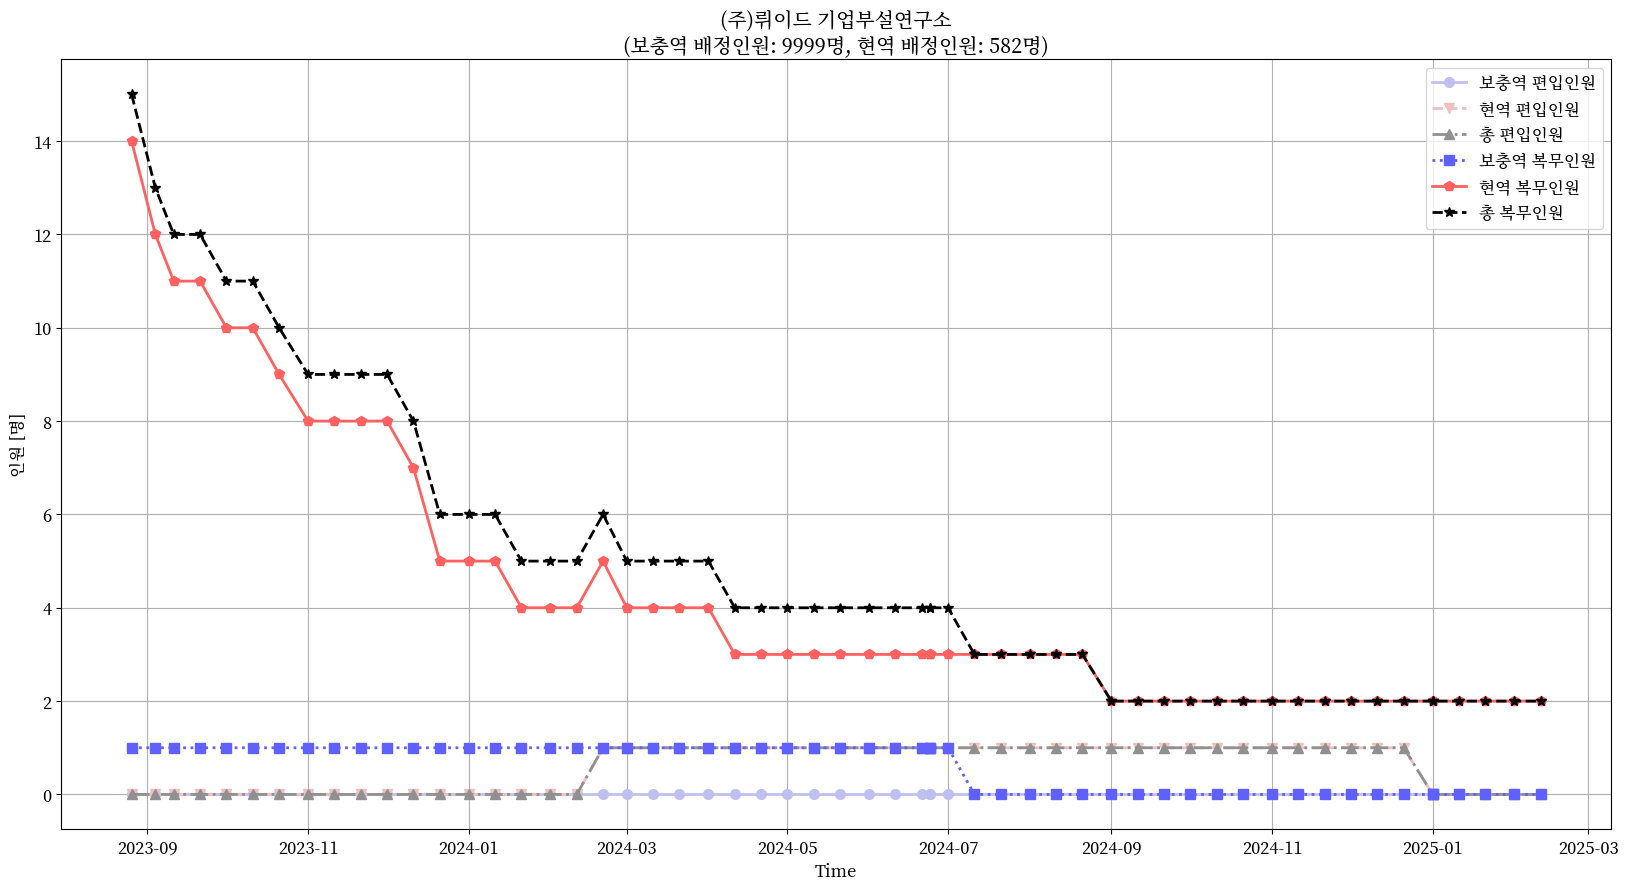 (주)뤼이드 기업부설연구소
(보충역 배정인원: 9999명, 현역 배정인원: 582명)
보충역 편입인원
현역 편입인원
총 편입인원
보충역 복무인원
현역 복무인원
총 복무인원
인원 [명]
14
12
10
8
6
4
2
0
2023-09
2023-11
2024-01
2024-03
2024-05
2024-07
2024-09
2024-11
2025-01
2025-03
Time